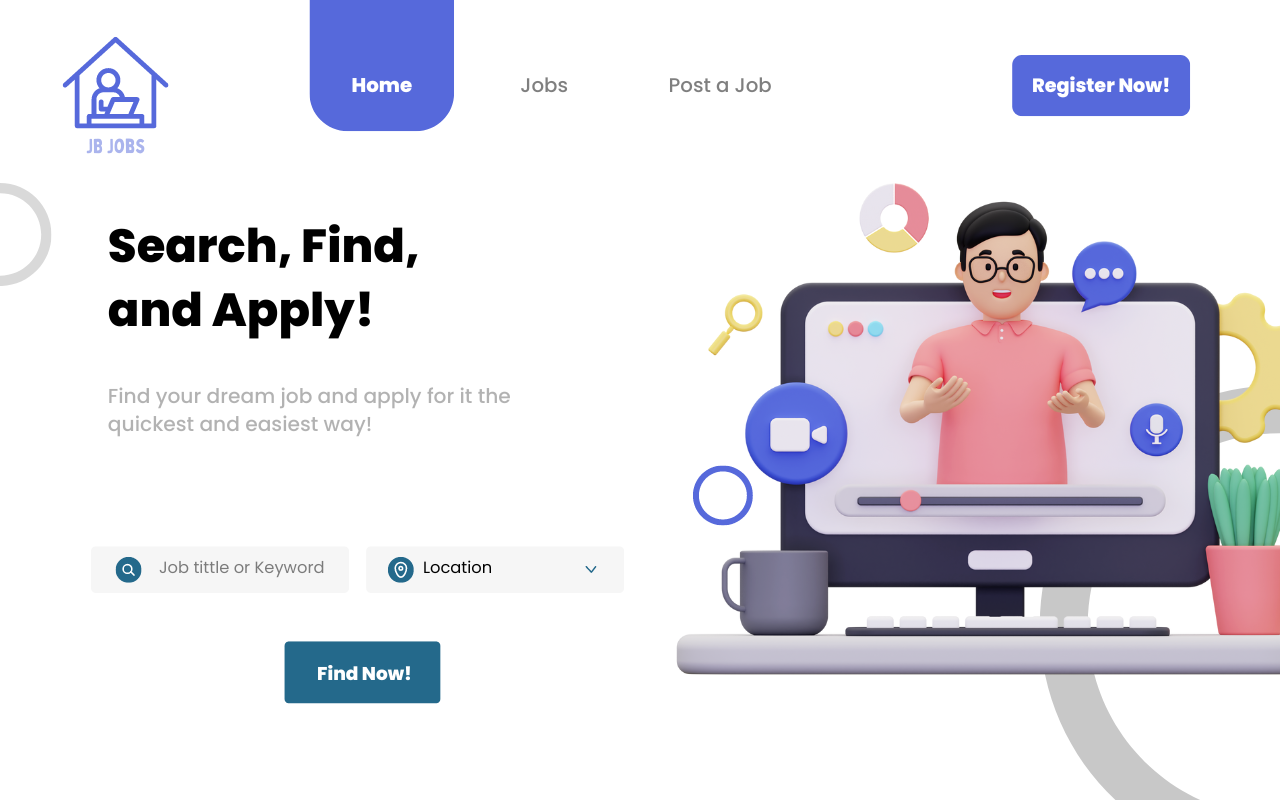 Home
Jobs
Post a Job
Register Now!
JB JOBS
Search, Find,
and Apply!
Find your dream job and apply for it the
quickest and easiest way!
Job tittle or Keyword
Location
Find Now!